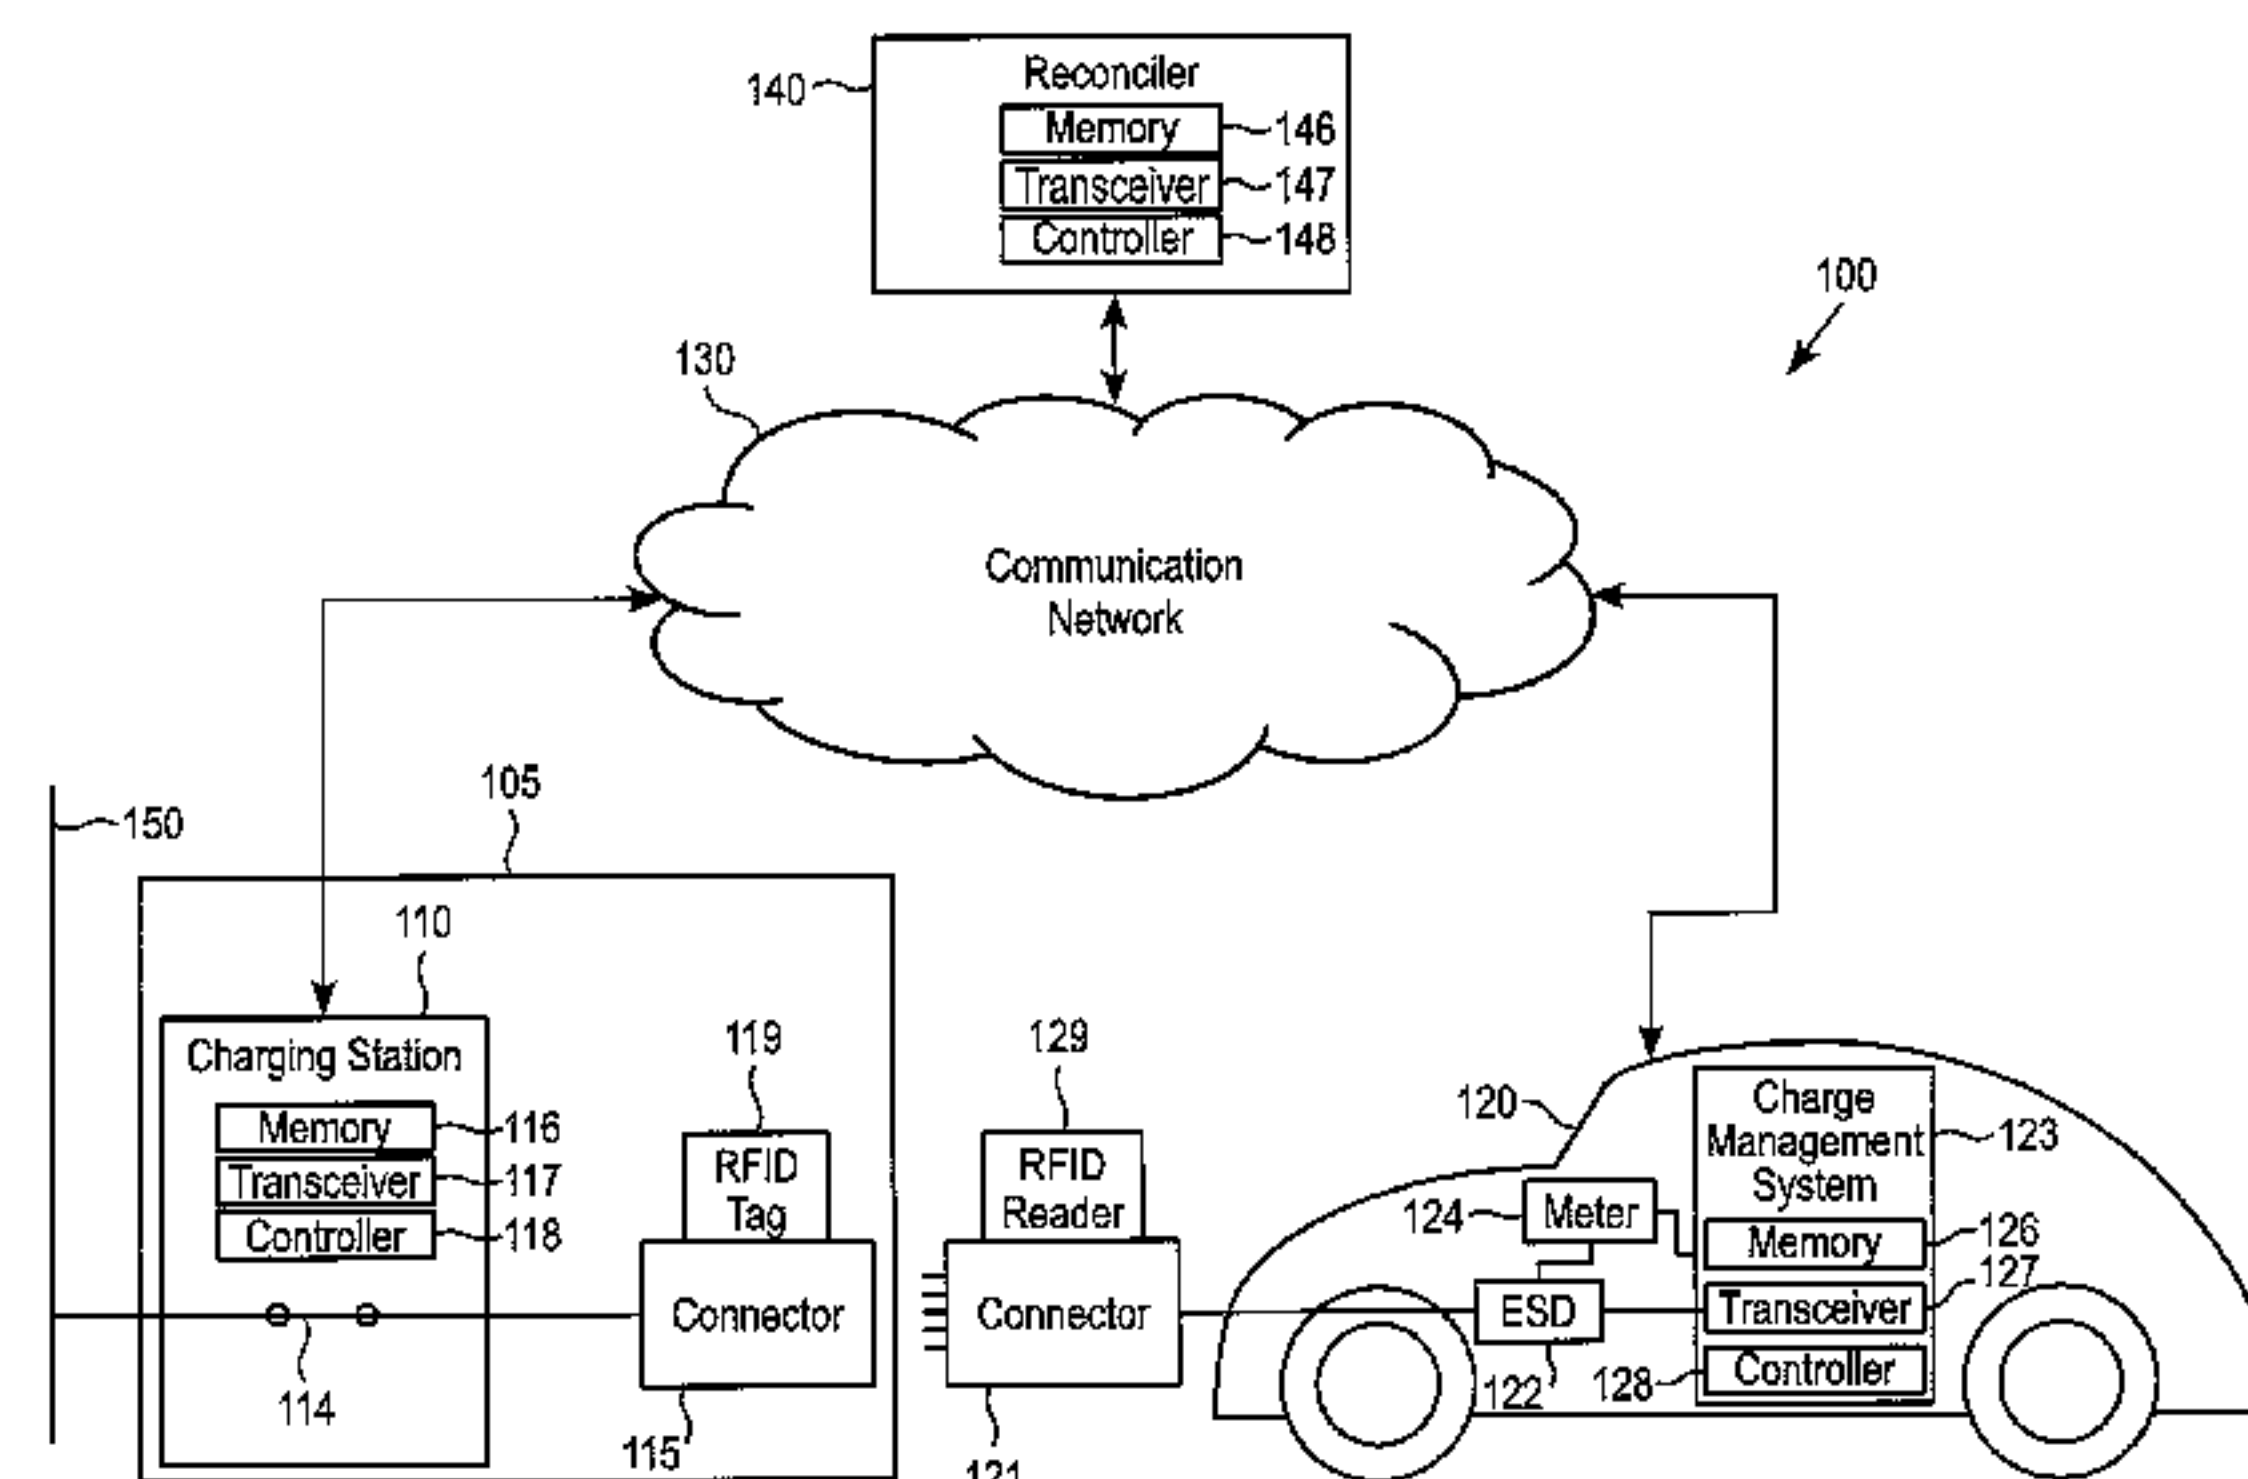 Reconciler
140
Memory
146
Transceiver
147
Controller
148
100
130
Communication
Network
105
150
110
Charging Station
Memory
116
Transceiver
117
Controller
118
114
119
RFID
Tag
Connector
115
129
RFID
Reader
Connector
121
120
Charge
Management
System
123
124
Meter
Memory
126
127
ESD
Transceiver
122
128
Controller